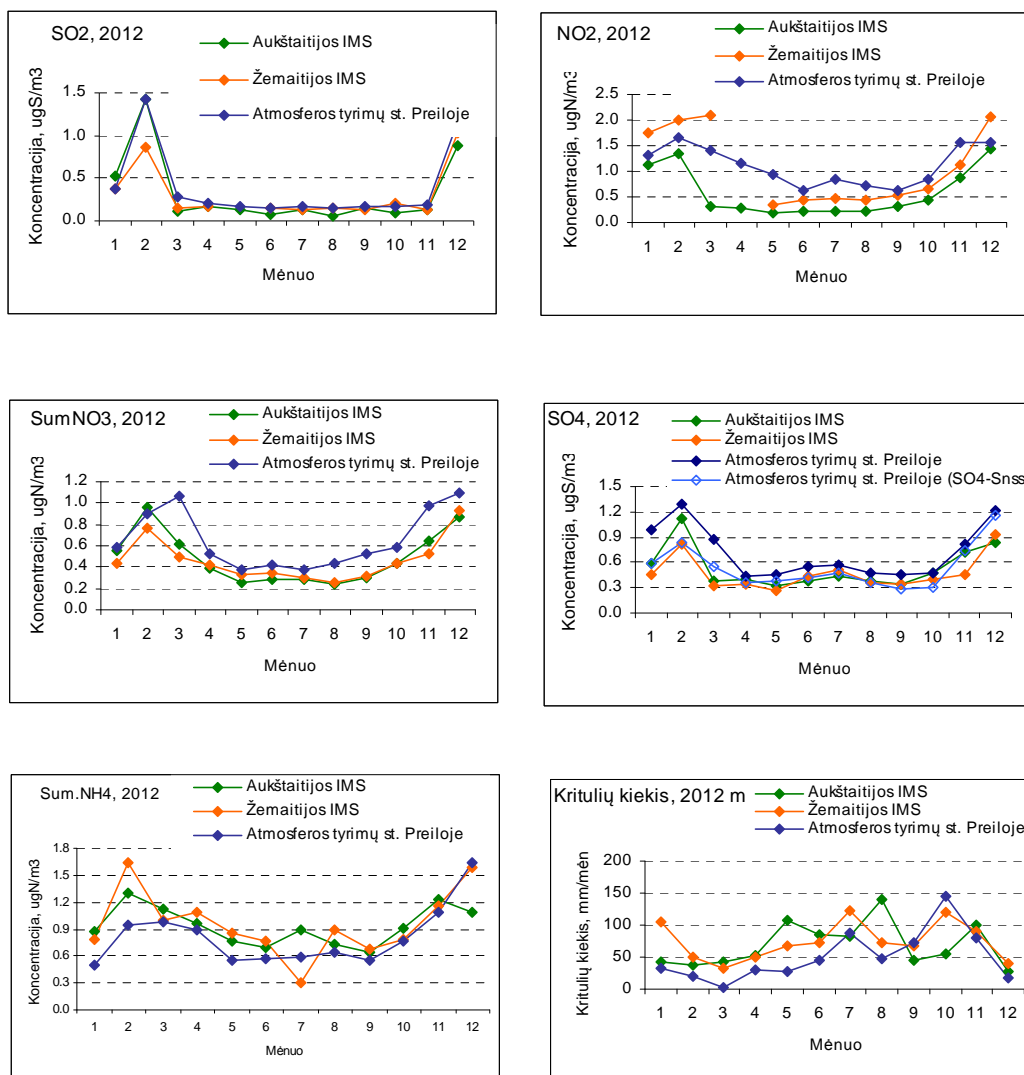 SO2, 2012
Aukštaitijos IMS
Žemaitijos IMS
Atmosferos tyrimų st. Preiloje
Koncentracija, ugS/m3
1.5
1.0
0.5
0.0
1 2 3 4 5 6 7 8 9 10 11 12
Mėnuo
NO2, 2012
Aukštaitijos IMS
Žemaitijos IMS
Atmosferos tyrimų st. Preiloje
Koncentracija, ugN/m3
2.5
2.0
1.5
1.0
0.5
0.0
1 2 3 4 5 6 7 8 9 10 11 12
Mėnuo
SumNO3, 2012
Aukštaitijos IMS
Žemaitijos IMS
Atmosferos tyrimų st. Preiloje
Koncentracija, ugN/m3
1.2
1.0
0.8
0.6
0.4
0.2
0.0
1 2 3 4 5 6 7 8 9 10 11 12
Mėnuo
SO4, 2012
Aukštaitijos IMS
Žemaitijos IMS
Atmosferos tyrimų st. Preiloje
Atmosferos tyrimų st. Preiloje (SO4-Snss
Koncentracija, ugS/m3
1.5
1.2
0.9
0.6
0.3
0.0
1 2 3 4 5 6 7 8 9 10 11 12
Mėnuo
Sum.NH4, 2012
Aukštaitijos IMS
Žemaitijos IMS
Atmosferos tyrimų st. Preiloje
Koncentracija, ugN/m3
1.8
1.5
1.2
0.9
0.6
0.3
0.0
1 2 3 4 5 6 7 8 9 10 11 12
Mėnuo
Kritulių kiekis, 2012 m
Aukštaitijos IMS
Žemaitijos IMS
Atmosferos tyrimų st. Preiloje
Kritulių kiekis, mm/mėn
200
150
100
50
0
1 2 3 4 5 6 7 8 9 10 11 12
Mėnuo